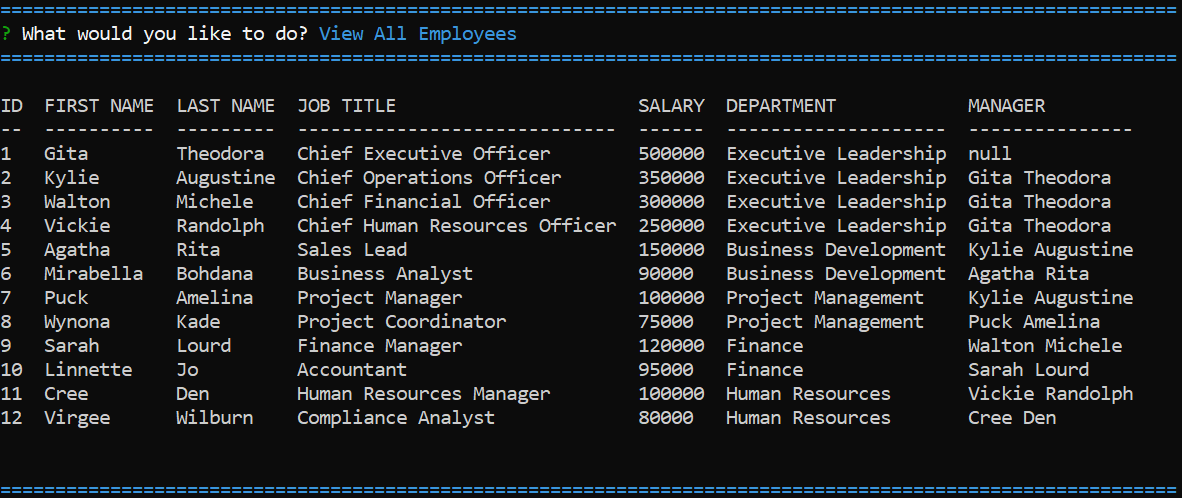 ===========================================================================================================
? What would you like to do? View All Employees
===========================================================================================================
ID  FIRST NAME  LAST NAME  JOB TITLE                      SALARY  DEPARTMENT            MANAGER
--  ----------  ---------  -----------------------------  ------  --------------------  ---------------
1   Gita        Theodora   Chief Executive Officer        500000  Executive Leadership  null
2   Kylie       Augustine  Chief Operations Officer       350000  Executive Leadership  Gita Theodora
3   Walton      Michele    Chief Financial Officer        300000  Executive Leadership  Gita Theodora
4   Vickie      Randolph   Chief Human Resources Officer  250000  Executive Leadership  Gita Theodora
5   Agatha      Rita       Sales Lead                     150000  Business Development  Kylie Augustine
6   Mirabella   Bohdana    Business Analyst               90000   Business Development  Agatha Rita
7   Puck        Amelina    Project Manager                100000  Project Management    Kylie Augustine
8   Wynona      Kade       Project Coordinator            75000   Project Management    Puck Amelina
9   Sarah       Lourd      Finance Manager                120000  Finance               Walton Michele
10  Linnette    Jo         Accountant                     95000   Finance               Sarah Lourd
11  Cree        Den        Human Resources Manager        100000  Human Resources       Vickie Randolph
12  Virgee      Wilburn    Compliance Analyst             80000   Human Resources       Cree Den
===========================================================================================================